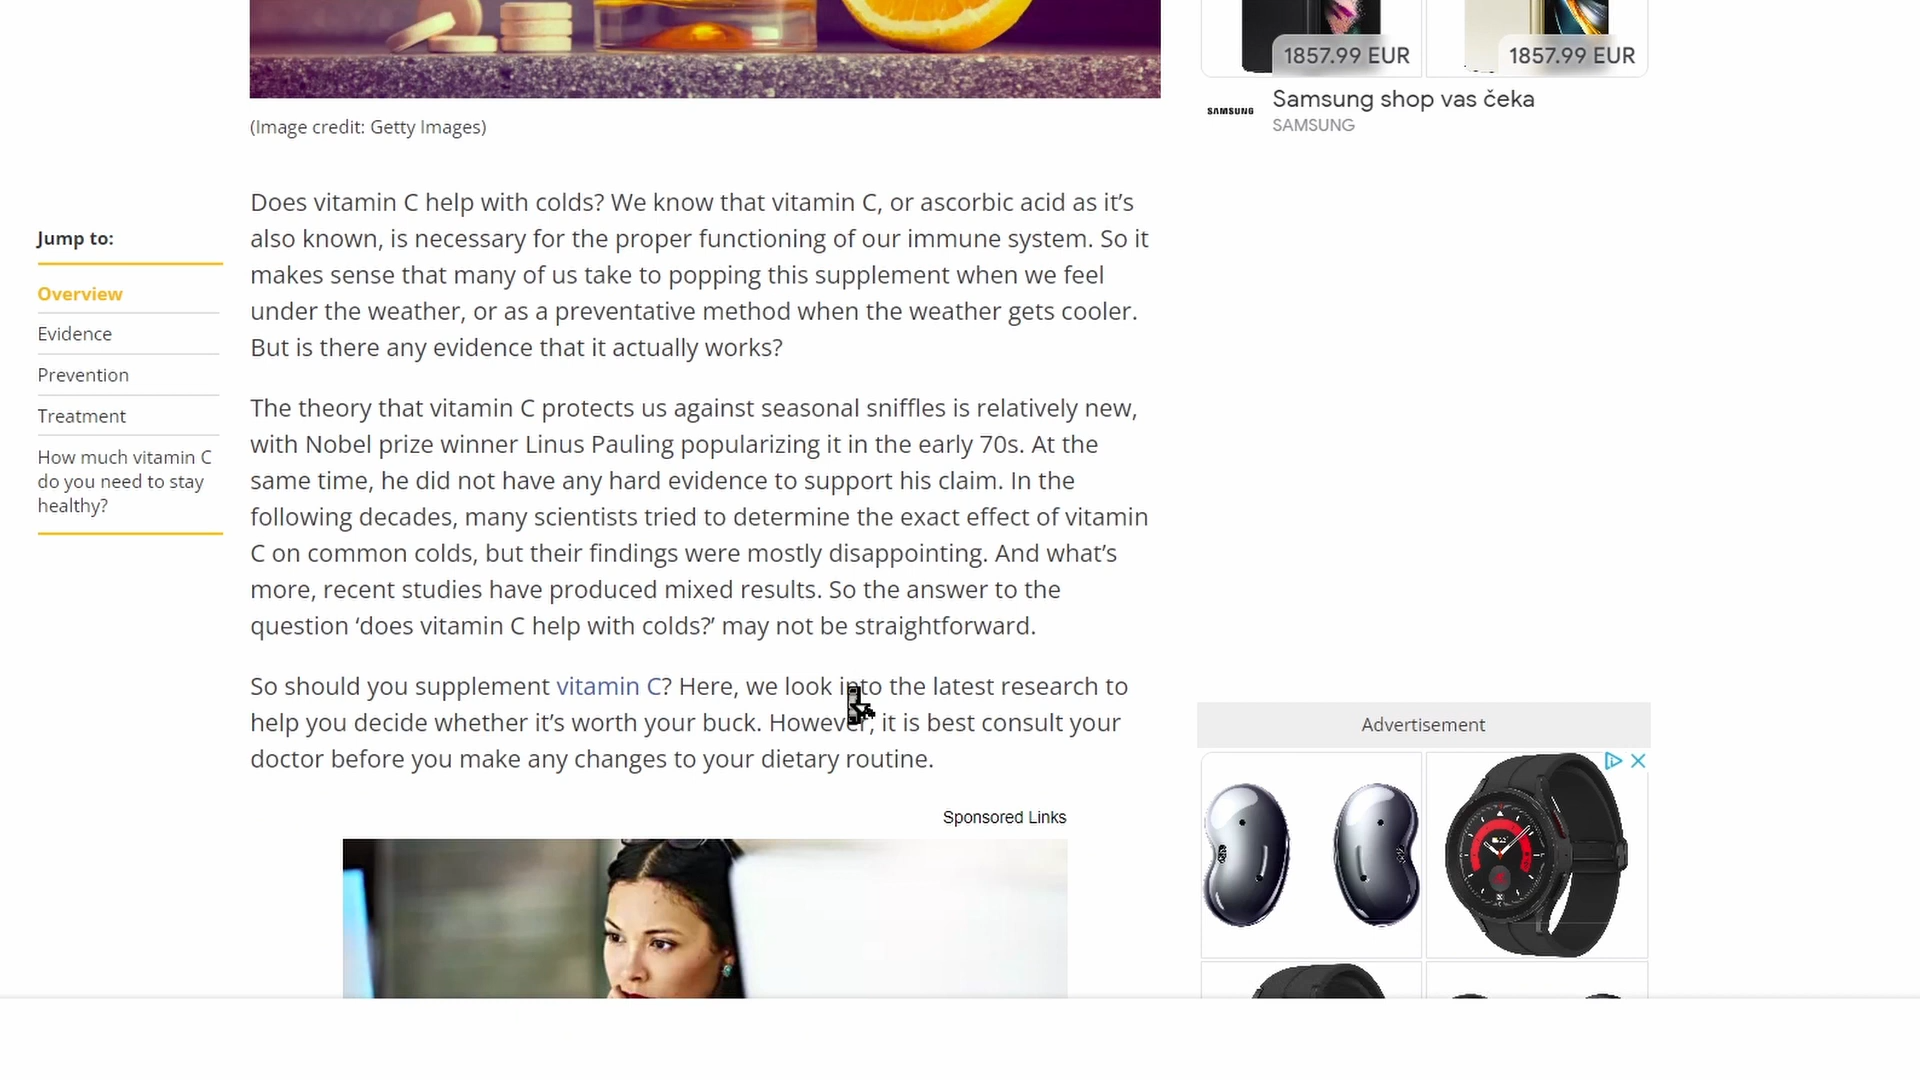 1857.99 EUR
1857.99 EUR
SAMSUNG
Samsung shop vas čeka
SAMSUNG
(Image credit: Getty Images)
Jump to:
Overview
Evidence
Prevention
Treatment
How much vitamin C
do you need to stay
healthy?
Does vitamin C help with colds? We know that vitamin C, or ascorbic acid as it’s
also known, is necessary for the proper functioning of our immune system. So it
makes sense that many of us take to popping this supplement when we feel
under the weather, or as a preventative method when the weather gets cooler.
But is there any evidence that it actually works?
The theory that vitamin C protects us against seasonal sniffles is relatively new,
with Nobel prize winner Linus Pauling popularizing it in the early 70s. At the
same time, he did not have any hard evidence to support his claim. In the
following decades, many scientists tried to determine the exact effect of vitamin
C on common colds, but their findings were mostly disappointing. And what’s
more, recent studies have produced mixed results. So the answer to the
question ‘does vitamin C help with colds?’ may not be straightforward.
So should you supplement vitamin C? Here, we look into the latest research to
help you decide whether it’s worth your buck. However, it is best consult your
doctor before you make any changes to your dietary routine.
Sponsored Links
Advertisement